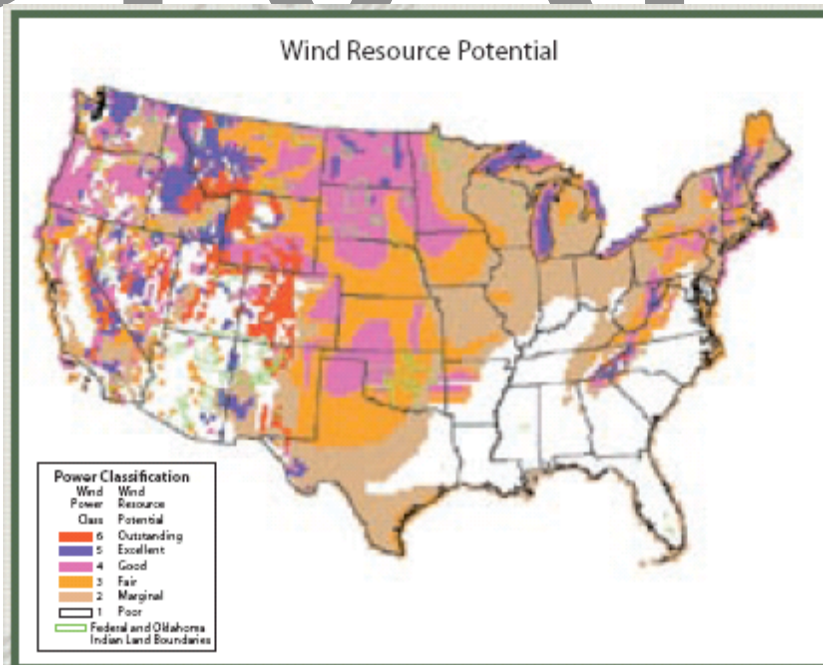 Wind Resource Potential
Power Classification
Wind Wind
Power Resource
Class Potential
6 Outstanding
5 Excellent
4 Good
3 Fair
2 Marginal
1 Poor
Federal and Oklahoma
Indian Land Boundaries